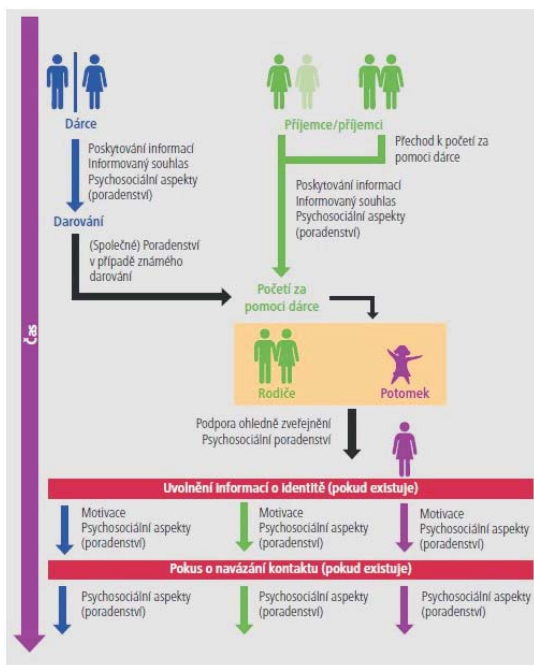 Čas
Dárce
Poskytování informací
Informovaný souhlas
Psychosociální aspekty
(poradenství)
Darování
(Společné) Poradenství
v případě známého
darování
Příjemce/příjemci
Přechod k početí za
pomoci dárce
Poskytování informací
Informovaný souhlas
Psychosociální aspekty
(poradenství)
Početí za
pomoci dárce
Rodiče
Potomek
Podpora ohledně zveřejnění
Psychosociální poradenství
Uvolnění informací o identitě (pokud existuje)
Motivace
Psychosociální aspekty
(poradenství)
Motivace
Psychosociální aspekty
(poradenství)
Motivace
Psychosociální aspekty
(poradenství)
Pokus o navázání kontaktu (pokud existuje)
Psychosociální aspekty
(poradenství)
Psychosociální aspekty
(poradenství)
Psychosociální aspekty
(poradenství)